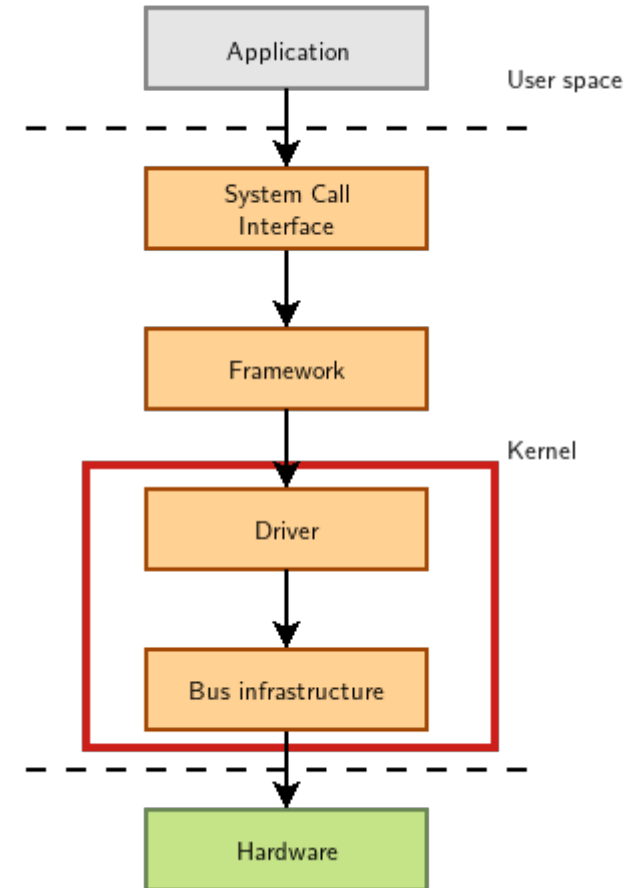 Application
User space
System Call
Interface
Framework
Kernel
Driver
Bus infrastructure
Hardware